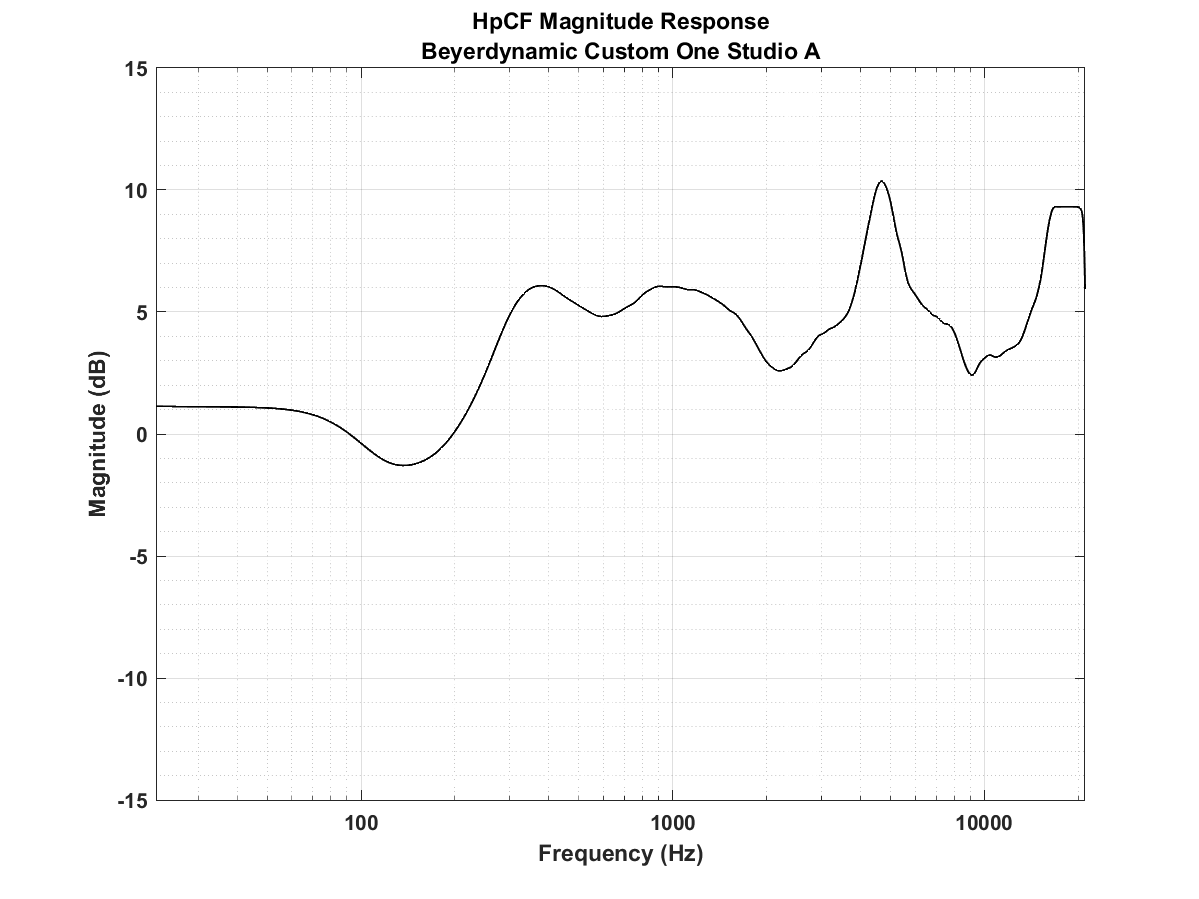 HpCF Magnitude Response
Beyerdynamic Custom One Studio A
15
10
5
0
-5
-10
-15
Magnitude (dB)
100
1000
10000
Frequency (Hz)